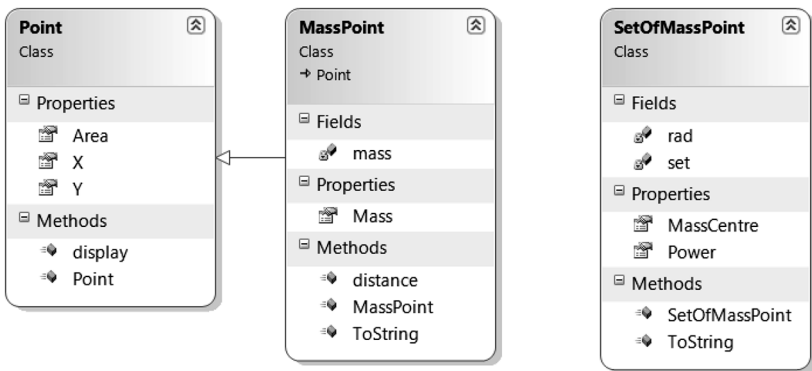 Point
Class
Properties
Area
X
Y
Methods
display
Point
MassPoint
Class
Point
Fields
mass
Properties
Mass
Methods
distance
MassPoint
ToString
SetOfMassPoint
Class
Fields
rad
set
Properties
MassCentre
Power
Methods
SetOfMassPoint
ToString